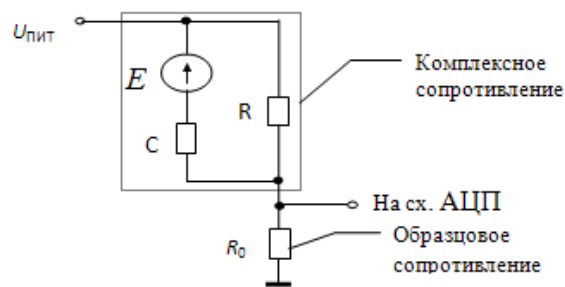 Uпит
E
C
R
Комплексное
сопротивление
На сх. АЦП
R0
Образцовое
сопротивление